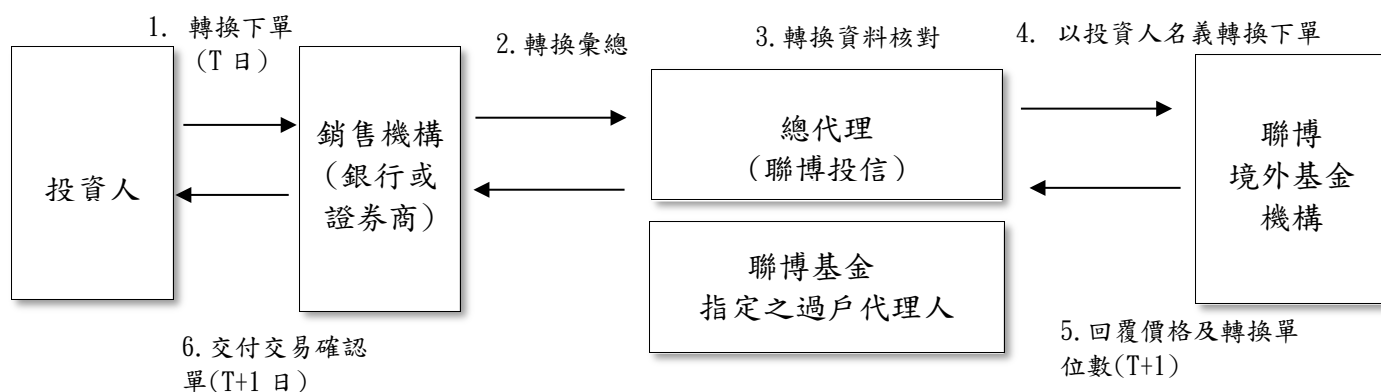 1. 轉換下單
(T 日)
2.轉換彙總
3.轉換資料核對
4. 以投資人名義轉換下單
投資人
銷售機構
(銀行或
證券商)
總代理
(聯博投信)
聯博基金
指定之過戶代理人
聯博
境外基金
機構
5.回覆價格及轉換單
位數(T+1)
6.交付交易確認
單(T+1 日)